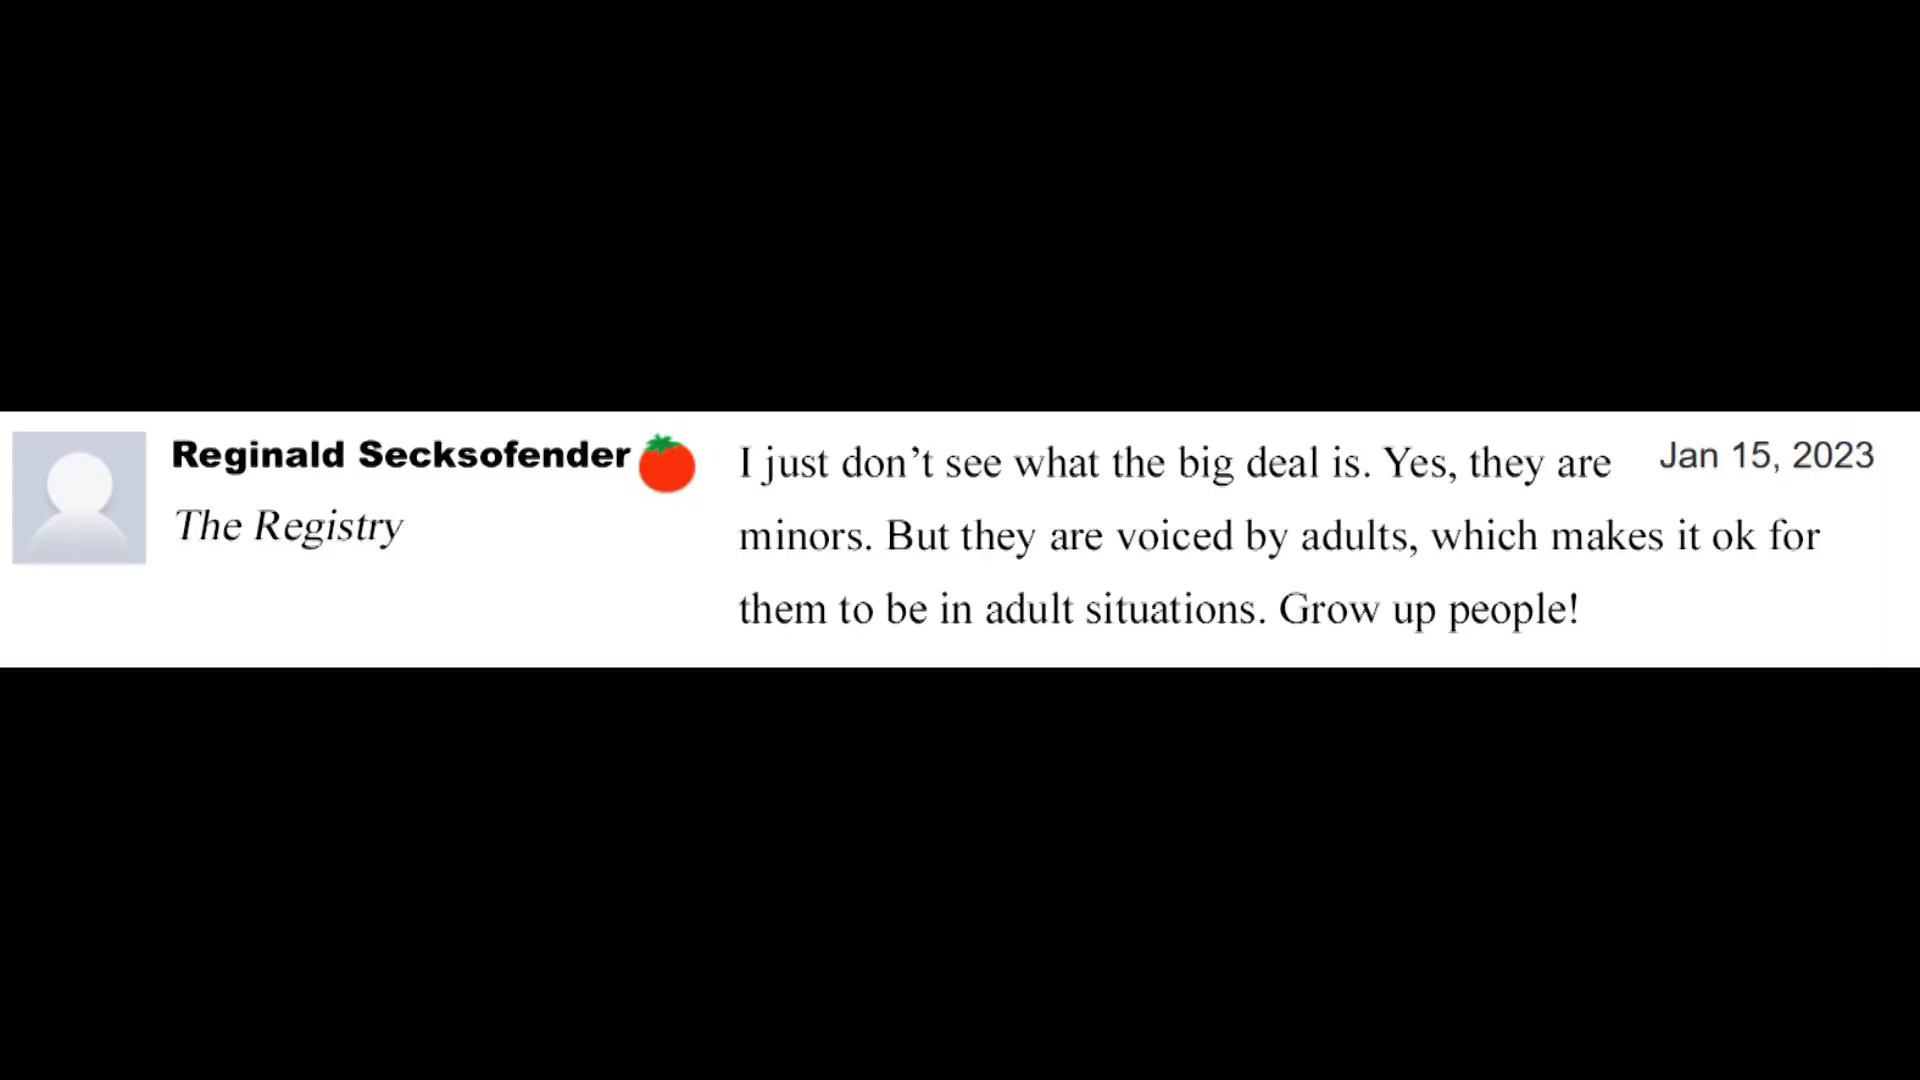 Reginald Secksofender
The Registry
I just don’t see what the big deal is. Yes, they are
minors. But they are voiced by adults, which makes it ok for
them to be in adult situations. Grow up people!
Jan 15, 2023